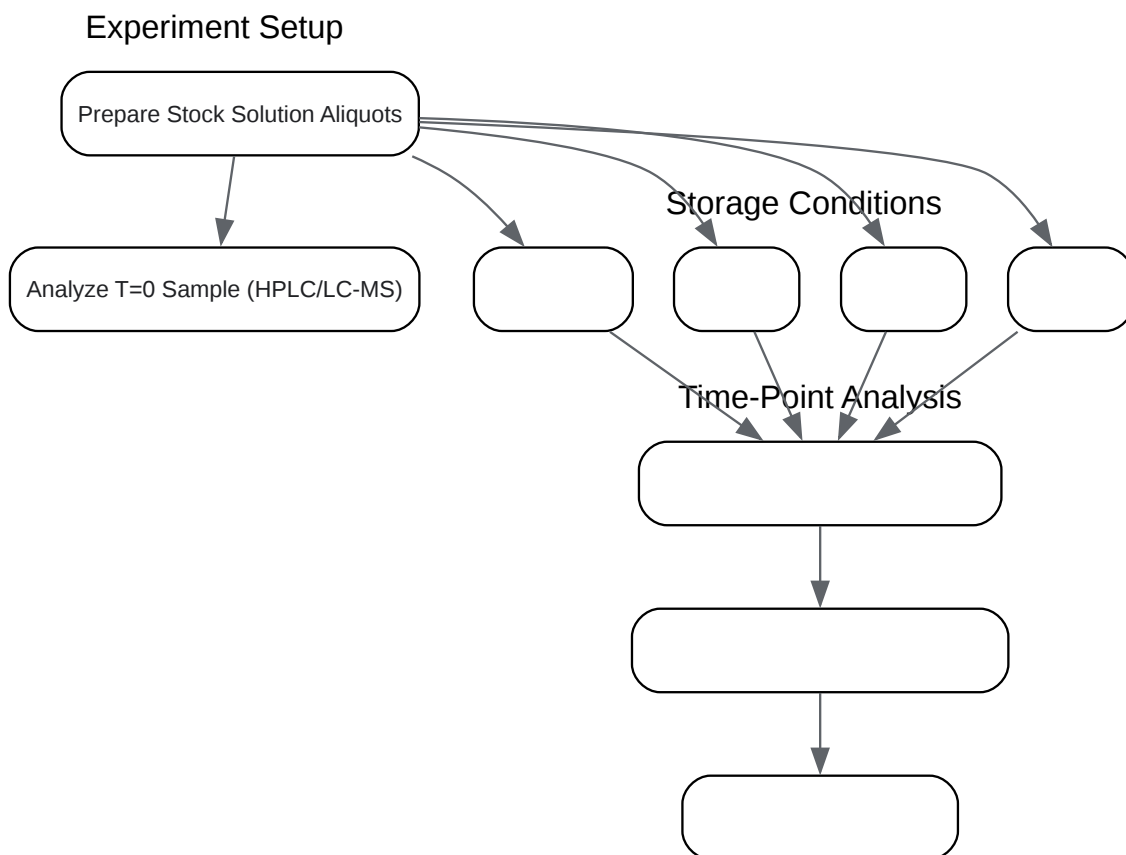 Experiment Setup
Prepare Stock Solution Aliquots
Storage Conditions
Analyze T=0 Sample (HPLC/LC-MS)
Time-Point Analysis